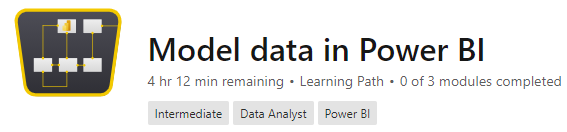 Model data in Power BI
4 hr 12 min remaining • Learning Path • 0 of 3 modules completed
Intermediate Data Analyst Power BI